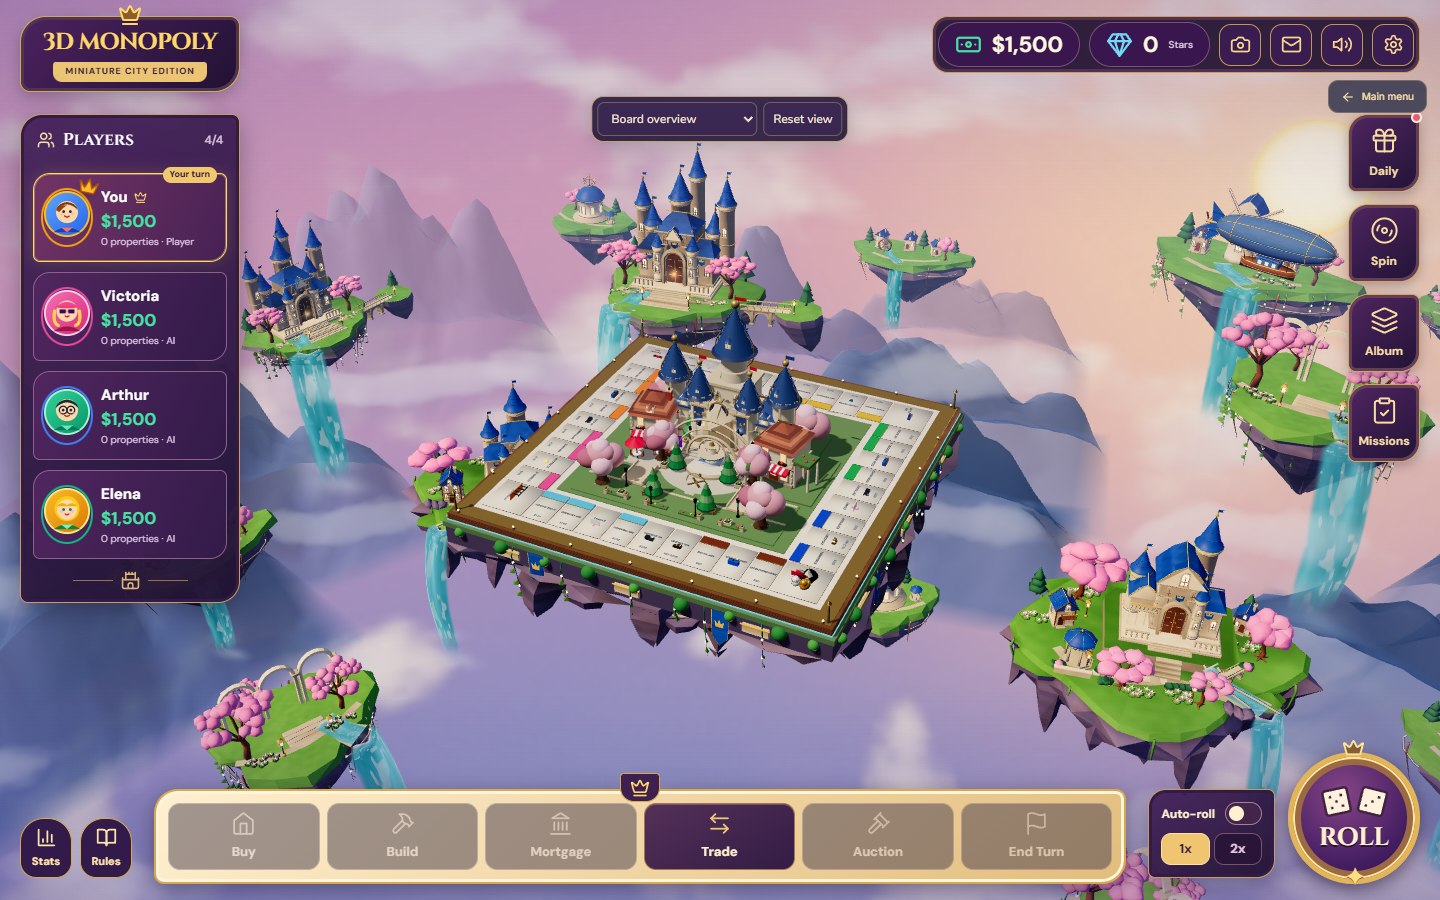 3D MONOPOLY
MINIATURE CITY EDITION
$1,500
0 Stars
Main menu
Board overview
Reset view
PLAYERS
4/4
Your turn
You
$1,500
0 properties · Player
Victoria
$1,500
0 properties · AI
Arthur
$1,500
0 properties · AI
Elena
$1,500
0 properties · AI
Daily
Spin
Album
Missions
Stats
Rules
Buy
Build
Mortgage
Trade
Auction
End Turn
Auto-roll
1x
2x
ROLL